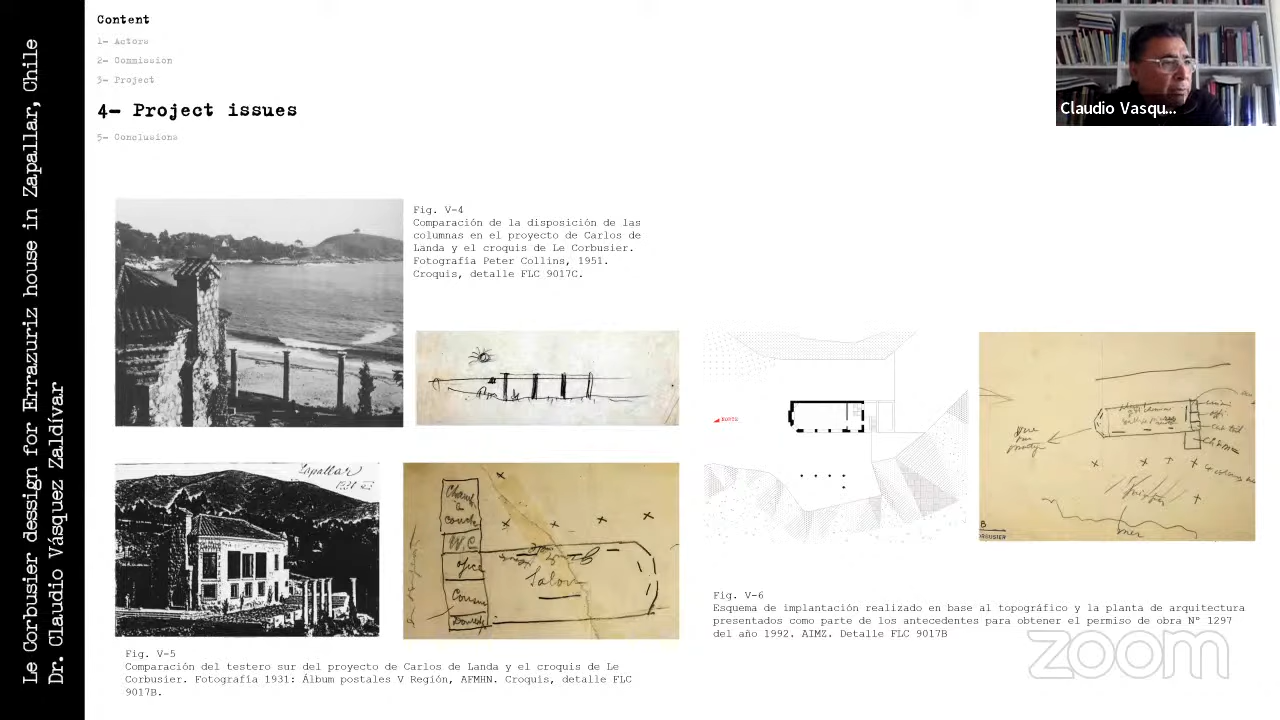 Le Corbusier dessign for Errazuriz house in Zapallar, Chile
Dr. Claudio Vásquez Zaldívar
Content
1- Actors
2- Commission
3- Project
4- Project issues
5- Conclusions
Claudio Vasqu...
Fig. V-4
Comparación de la disposición de las
columnas en el proyecto de Carlos de
Landa y el croquis de Le Corbusier.
Fotografía Peter Collins, 1951.
Croquis, detalle FLC 9017C.
NORTE
Zapallar
Salon
W.C
mer
B
Fig. V-5
Comparación del testero sur del proyecto de Carlos de Landa y el croquis de Le
Corbusier. Fotografía 1931: Álbum postales V Región, AFMHN. Croquis, detalle FLC
9017B.
Fig. V-6
Esquema de implantación realizado en base al topográfico y la planta de arquitectura
presentados como parte de los antecedentes para obtener el permiso de obra N° 1297
del año 1992. AIMZ. Detalle FLC 9017B
zoom